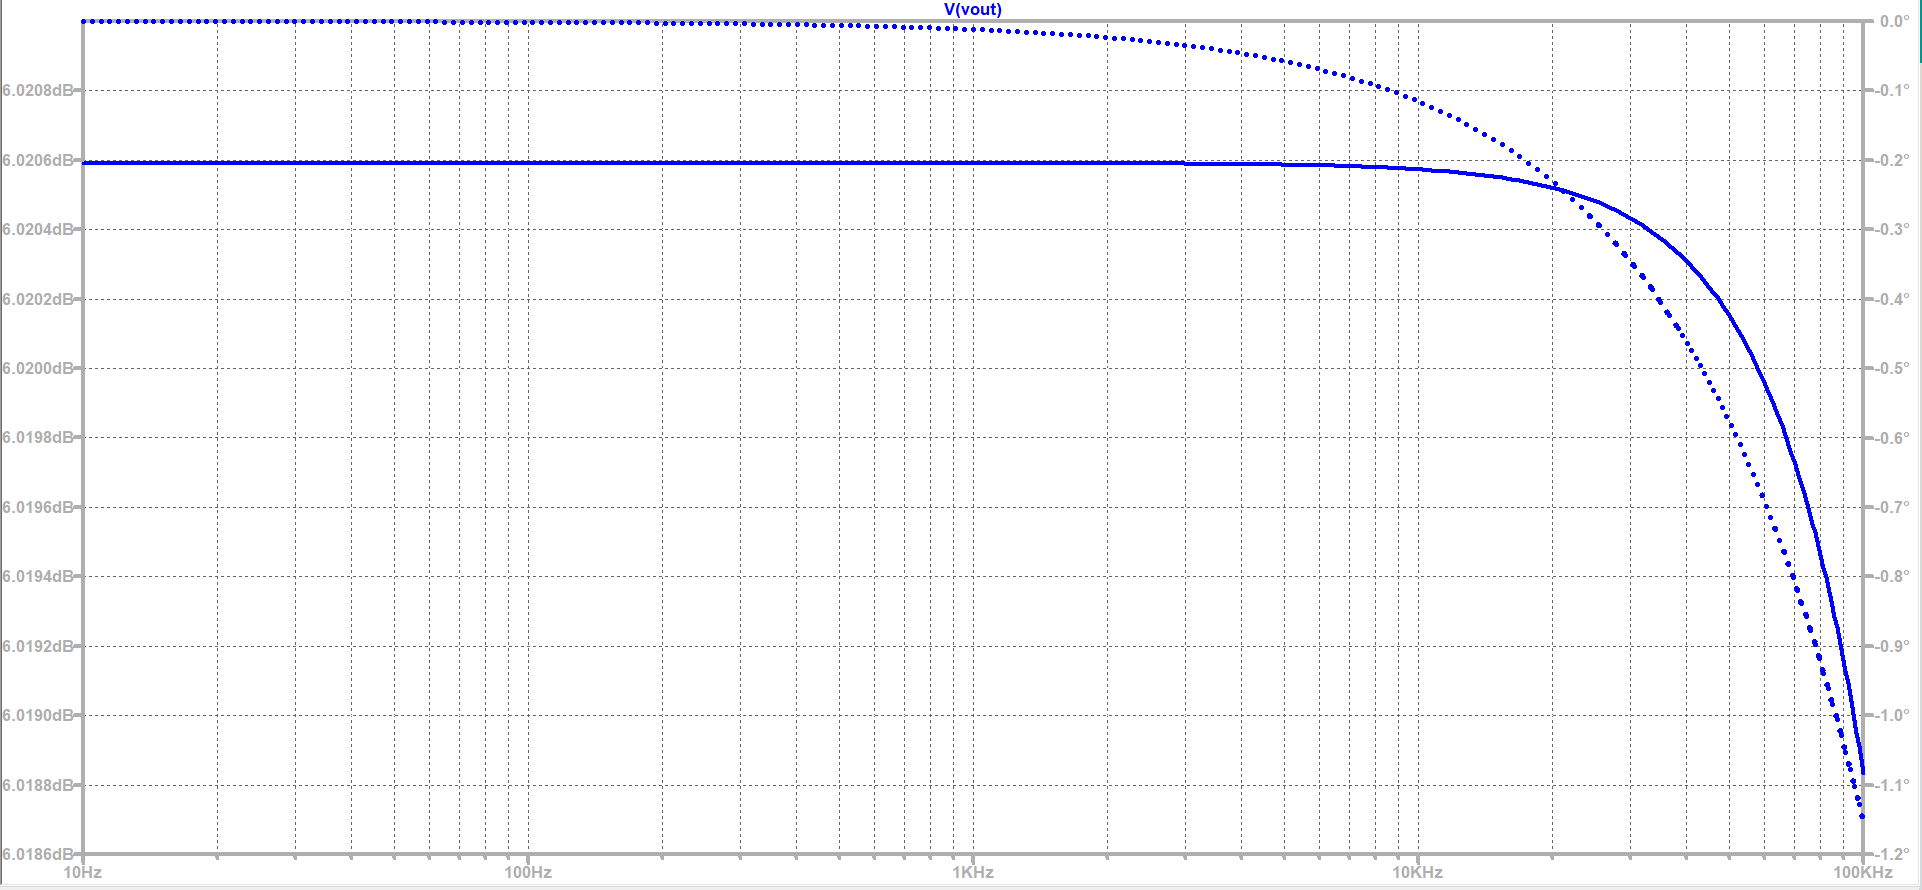 V(vout)
0.0°
6.0208dB
-0.1°
6.0206dB
-0.2°
6.0204dB
-0.3°
6.0202dB
-0.4°
6.0200dB
-0.5°
6.0198dB
-0.6°
6.0196dB
-0.7°
6.0194dB
-0.8°
6.0192dB
-0.9°
6.0190dB
-1.0°
6.0188dB
-1.1°
6.0186dB
-1.2°
10Hz 100Hz 1KHz 10KHz 100KHz